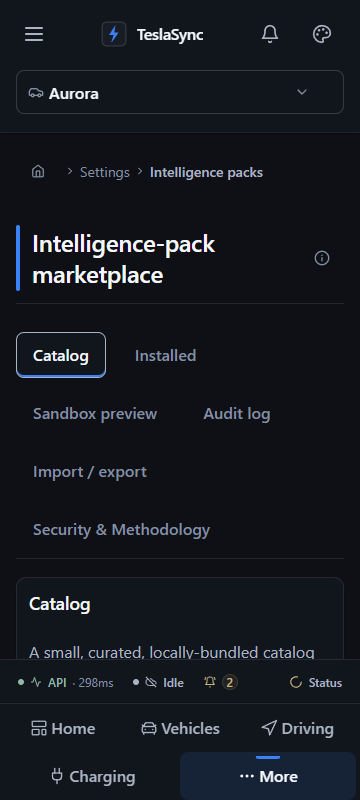 TeslaSync
Aurora
Settings
Intelligence packs
Intelligence-pack
marketplace
Catalog
Installed
Sandbox preview
Audit log
Import / export
Security & Methodology
Catalog
A small, curated, locally-bundled catalog
API · 298ms
Idle
2
Status
Home
Vehicles
Driving
Charging
More